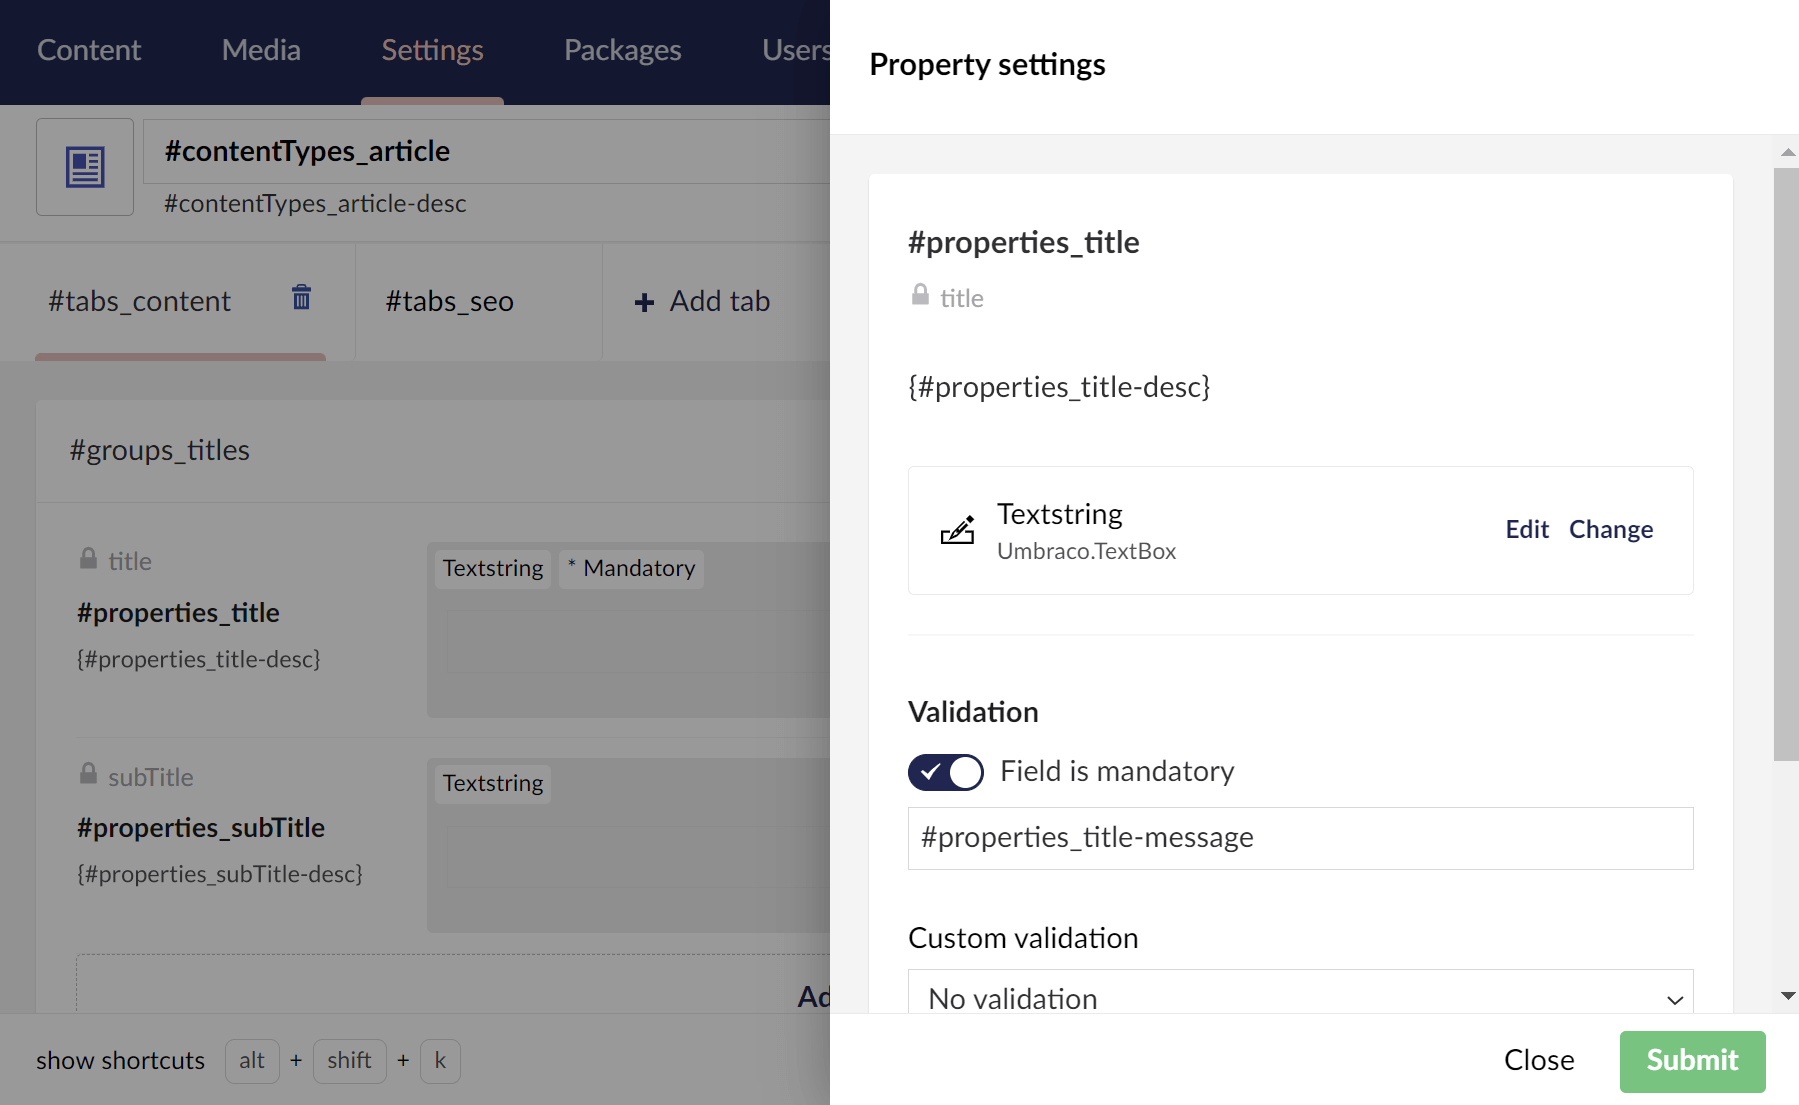 Content Media Settings Packages Users
#contentTypes_article
#contentTypes_article-desc
#tabs_content #tabs_seo + Add tab
#groups_titles
title
#properties_title
{#properties_title-desc}
Textstring * Mandatory
subTitle
#properties_subTitle
{#properties_subTitle-desc}
Textstring
Ad
show shortcuts alt + shift + k
Property settings
#properties_title
title
{#properties_title-desc}
Textstring
Umbraco.TextBox
Edit Change
Validation
Field is mandatory
#properties_title-message
Custom validation
No validation
Close Submit